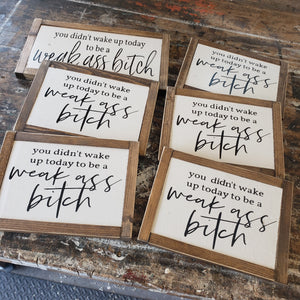 you didn't wake up today
to be a
weak ass bitch
you didn't wake
up today to be a
weak ass
bitch
you didn't wake
up today to be a
weak ass
bitch
you didn't wake
up today to be a
weak ass
bitch
you didn't wake
up today to be a
weak ass
bitch
you didn't wake
up today to be a
weak ass
bitch